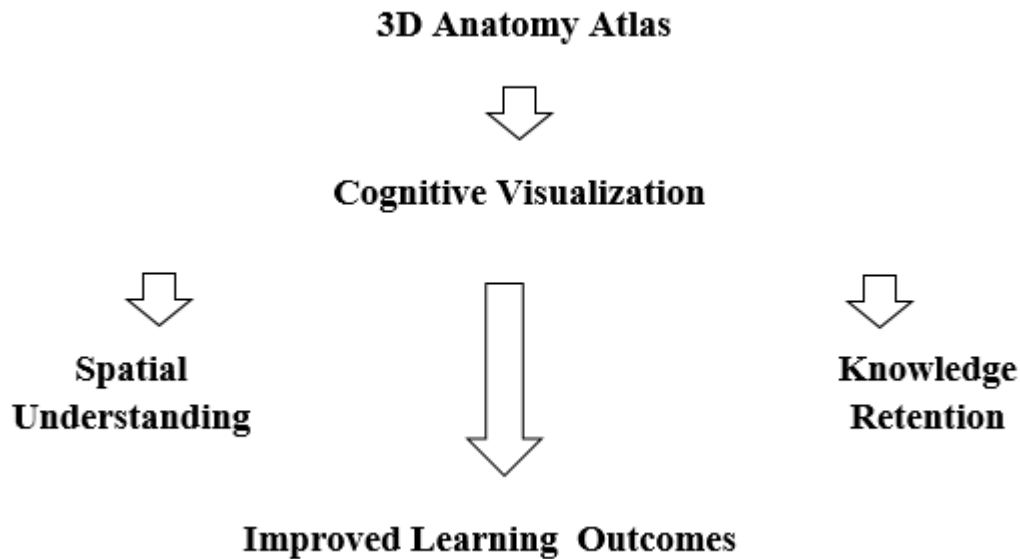 3D Anatomy Atlas
Cognitive Visualization
Spatial
Understanding
Knowledge
Retention
Improved Learning  Outcomes